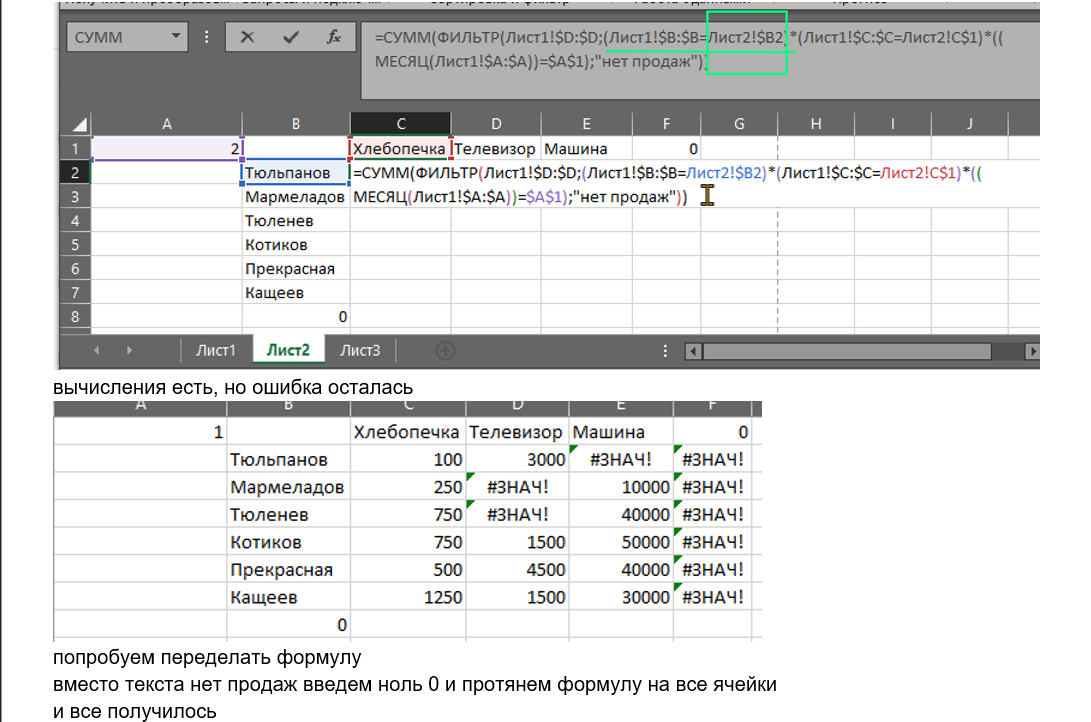 СУММ
=СУММ(ФИЛЬТР(Лист1!$D:$D;(Лист1!$B:$B=Лист2!$B2)*(Лист1!$C:$C=Лист2!C$1)*((
МЕСЯЦ(Лист1!$A:$A))=$A$1);"нет продаж"))
A B C D E F G H I J
1 2 Хлебопечка Телевизор Машина 0
2 Тюльпанов =СУММ(ФИЛЬТР(Лист1!$D:$D;(Лист1!$B:$B=Лист2!$B2)*(Лист1!$C:$C=Лист2!C$1)*((
3 Мармеладов МЕСЯЦ(Лист1!$A:$A))=$A$1);"нет продаж"))
4 Тюленев
5 Котиков
6 Прекрасная
7 Кащеев
8 0
Лист1 Лист2 Лист3
вычисления есть, но ошибка осталась
A B C D E F
1 Хлебопечка Телевизор Машина 0
Тюльпанов 100 3000 #ЗНАЧ! #ЗНАЧ!
Мармеладов 250 #ЗНАЧ! 10000 #ЗНАЧ!
Тюленев 750 #ЗНАЧ! 40000 #ЗНАЧ!
Котиков 750 1500 50000 #ЗНАЧ!
Прекрасная 500 4500 40000 #ЗНАЧ!
Кащеев 1250 1500 30000 #ЗНАЧ!
0
попробуем переделать формулу
вместо текста нет продаж введем ноль 0 и протянем формулу на все ячейки
и все получилось